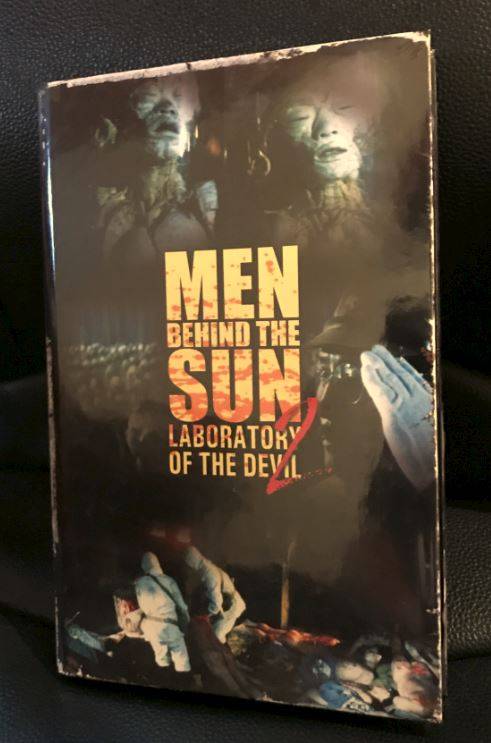 MEN
BEHIND THE
SUN
LABORATORY
OF THE DEVIL
2